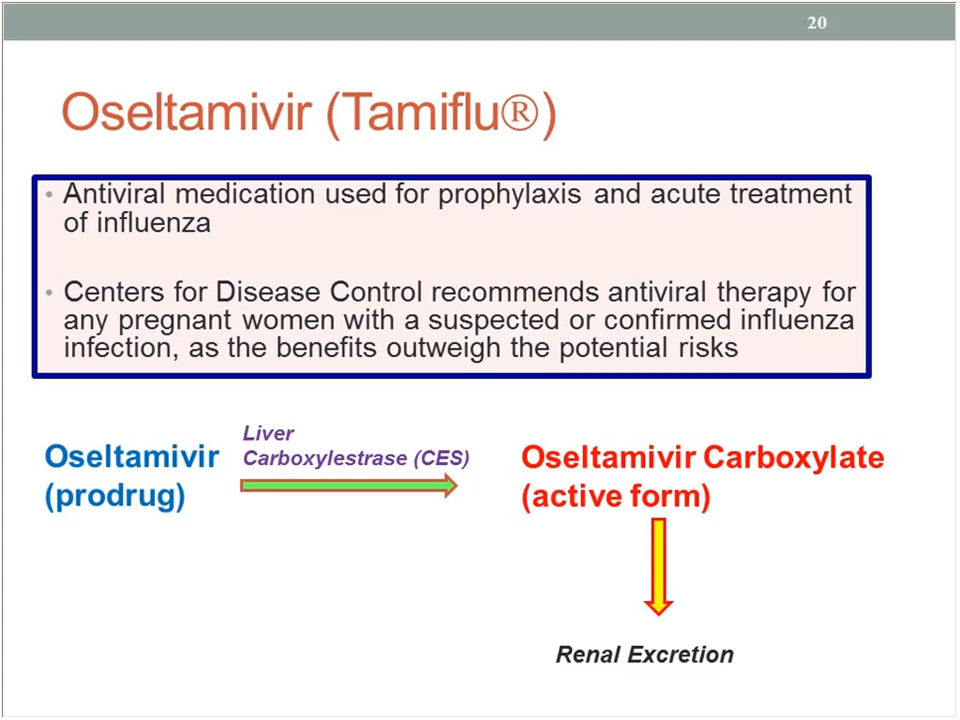 20
Oseltamivir (Tamiflu®)
• Antiviral medication used for prophylaxis and acute treatment
of influenza
• Centers for Disease Control recommends antiviral therapy for
any pregnant women with a suspected or confirmed influenza
infection, as the benefits outweigh the potential risks
Liver
Carboxylestrase (CES)
Oseltamivir
(prodrug)
Oseltamivir Carboxylate
(active form)
Renal Excretion